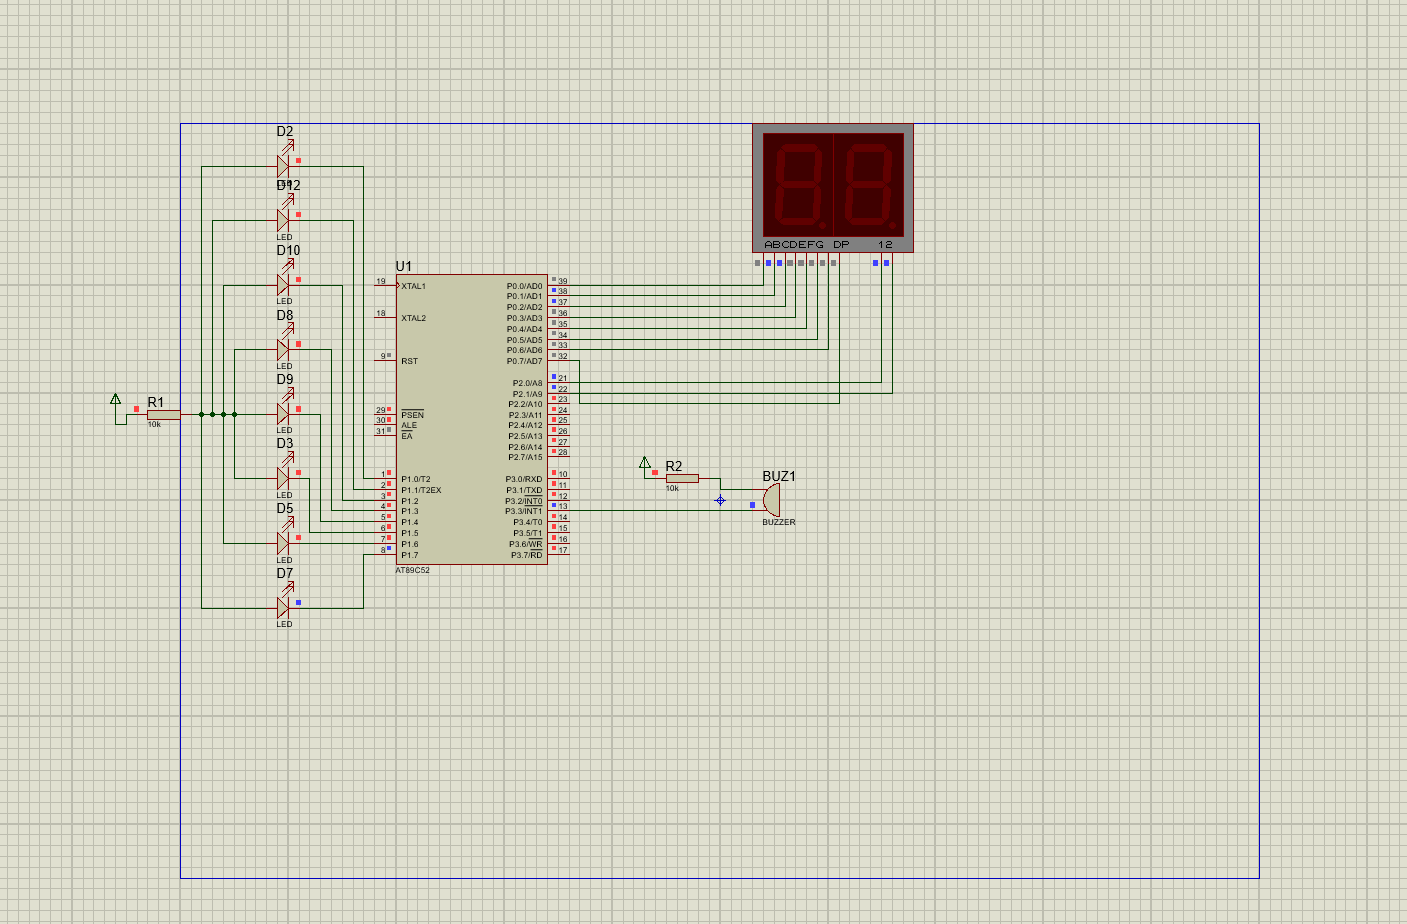 D2
LED
D12
LED
D10
LED
D8
LED
D9
LED
D3
LED
D5
LED
D7
LED
R1
10k
U1
19 XTAL1
18 XTAL2
9 RST
29 PSEN
30 ALE
31 EA
1 P1.0/T2
2 P1.1/T2EX
3 P1.2
4 P1.3
5 P1.4
6 P1.5
7 P1.6
8 P1.7
P0.0/AD0 39
P0.1/AD1 38
P0.2/AD2 37
P0.3/AD3 36
P0.4/AD4 35
P0.5/AD5 34
P0.6/AD6 33
P0.7/AD7 32
P2.0/A8 21
P2.1/A9 22
P2.2/A10 23
P2.3/A11 24
P2.4/A12 25
P2.5/A13 26
P2.6/A14 27
P2.7/A15 28
P3.0/RXD 10
P3.1/TXD 11
P3.2/INT0 12
P3.3/INT1 13
P3.4/T0 14
P3.5/T1 15
P3.6/WR 16
P3.7/RD 17
AT89C52
ABCDEFG DP 12
R2
10k
BUZ1
BUZZER